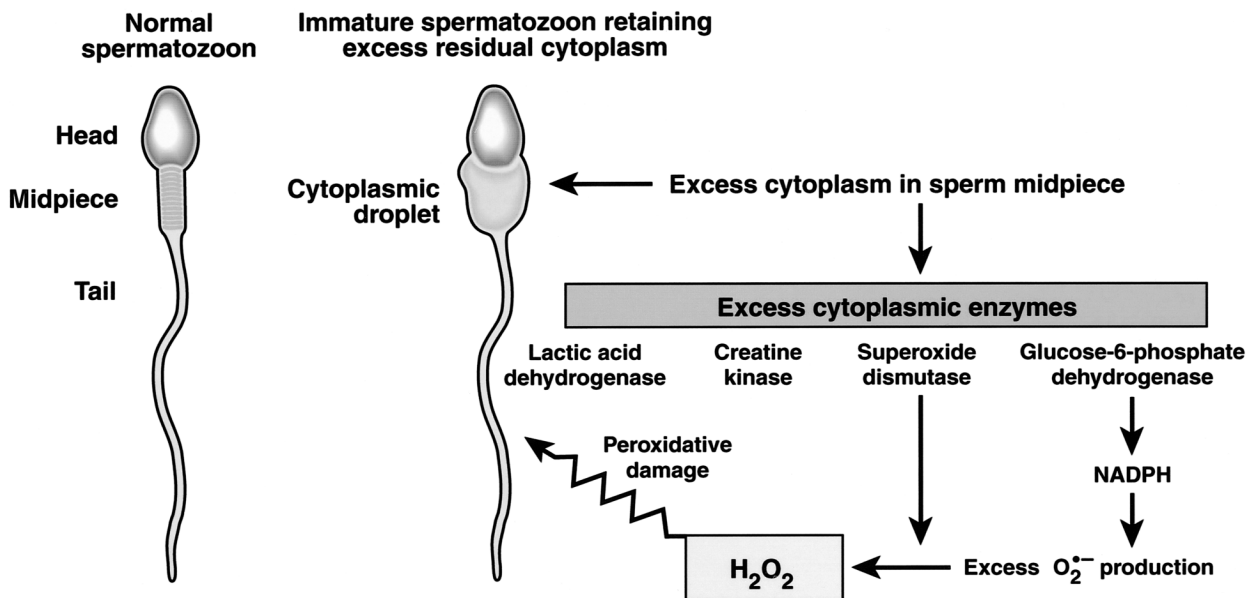 Normal
spermatozoon
Immature spermatozoon retaining
excess residual cytoplasm
Head
Midpiece
Tail
Cytoplasmic
droplet
Excess cytoplasm in sperm midpiece
Excess cytoplasmic enzymes
Lactic acid
dehydrogenase
Creatine
kinase
Superoxide
dismutase
Glucose-6-phosphate
dehydrogenase
Peroxidative
damage
NADPH
H₂O₂
Excess O₂•− production